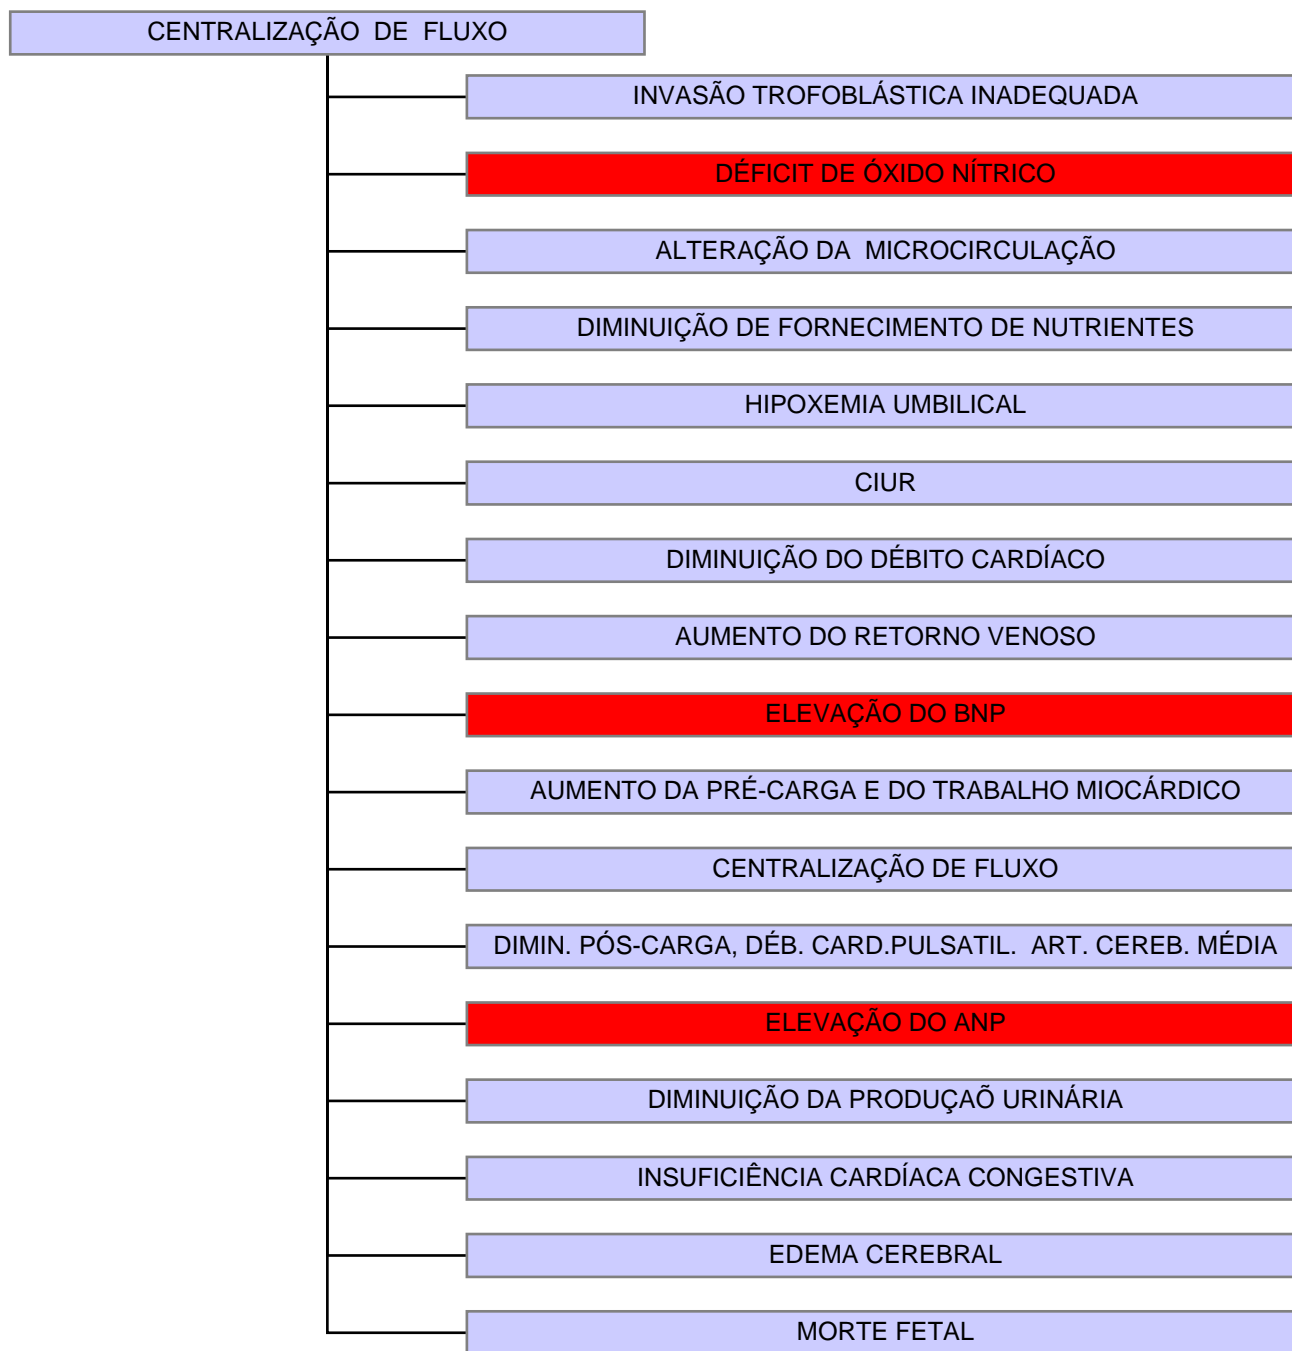 CENTRALIZAÇÃO DE FLUXO
INVASÃO TROFOBLÁSTICA INADEQUADA
DÉFICIT DE ÓXIDO NÍTRICO
ALTERAÇÃO DA MICROCIRCULAÇÃO
DIMINUIÇÃO DE FORNECIMENTO DE NUTRIENTES
HIPOXEMIA UMBILICAL
CIUR
DIMINUIÇÃO DO DÉBITO CARDÍACO
AUMENTO DO RETORNO VENOSO
ELEVAÇÃO DO BNP
AUMENTO DA PRÉ-CARGA E DO TRABALHO MIOCÁRDICO
CENTRALIZAÇÃO DE FLUXO
DIMIN. PÓS-CARGA, DÉB. CARD.PULSATIL. ART. CEREB. MÉDIA
ELEVAÇÃO DO ANP
DIMINUIÇÃO DA PRODUÇAÕ URINÁRIA
INSUFICIÊNCIA CARDÍACA CONGESTIVA
EDEMA CEREBRAL
MORTE FETAL